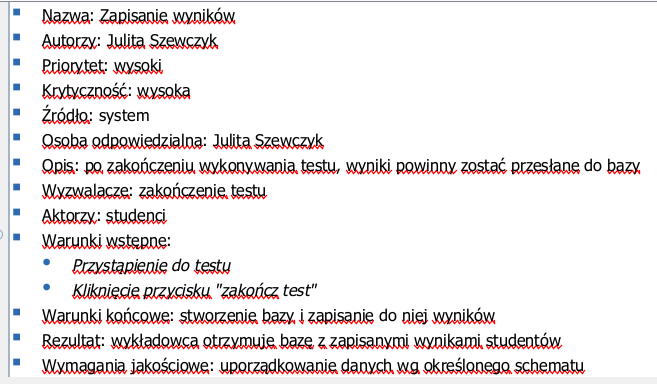 Nazwa: Zapisanie wyników
Autorzy: Julita Szewczyk
Priorytet: wysoki
Krytyczność: wysoka
Źródło: system
Osoba odpowiedzialna: Julita Szewczyk
Opis: po zakończeniu wykonywania testu, wyniki powinny zostać przesłane do bazy
Wyzwalacze: zakończenie testu
Aktorzy: studenci
Warunki wstępne:
Przystąpienie do testu
Kliknięcie przycisku "zakończ test"
Warunki końcowe: stworzenie bazy i zapisanie do niej wyników
Rezultat: wykładowca otrzymuje bazę z zapisanymi wynikami studentów
Wymagania jakościowe: uporządkowanie danych wg określonego schematu